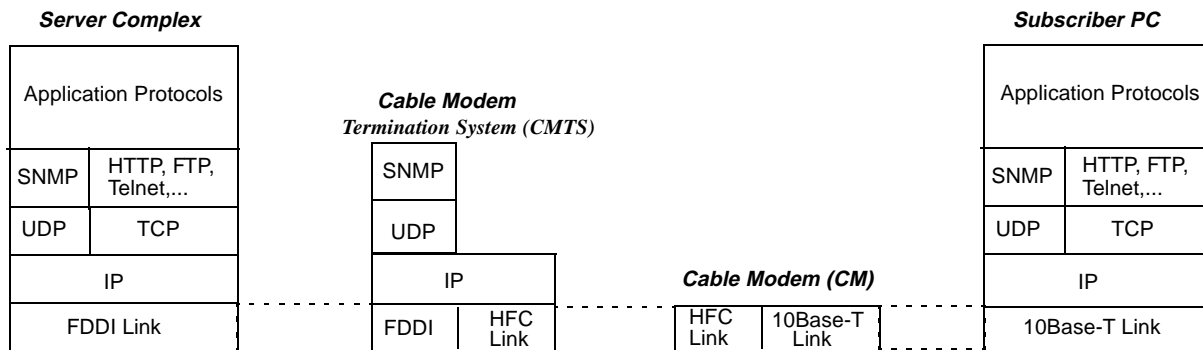 Server Complex
Application Protocols
SNMP
HTTP, FTP,
Telnet,...
UDP
TCP
IP
FDDI Link
Cable Modem
Termination System (CMTS)
SNMP
UDP
IP
FDDI
HFC
Link
Cable Modem (CM)
HFC
Link
10Base-T
Link
Subscriber PC
Application Protocols
SNMP
HTTP, FTP,
Telnet,...
UDP
TCP
IP
10Base-T Link